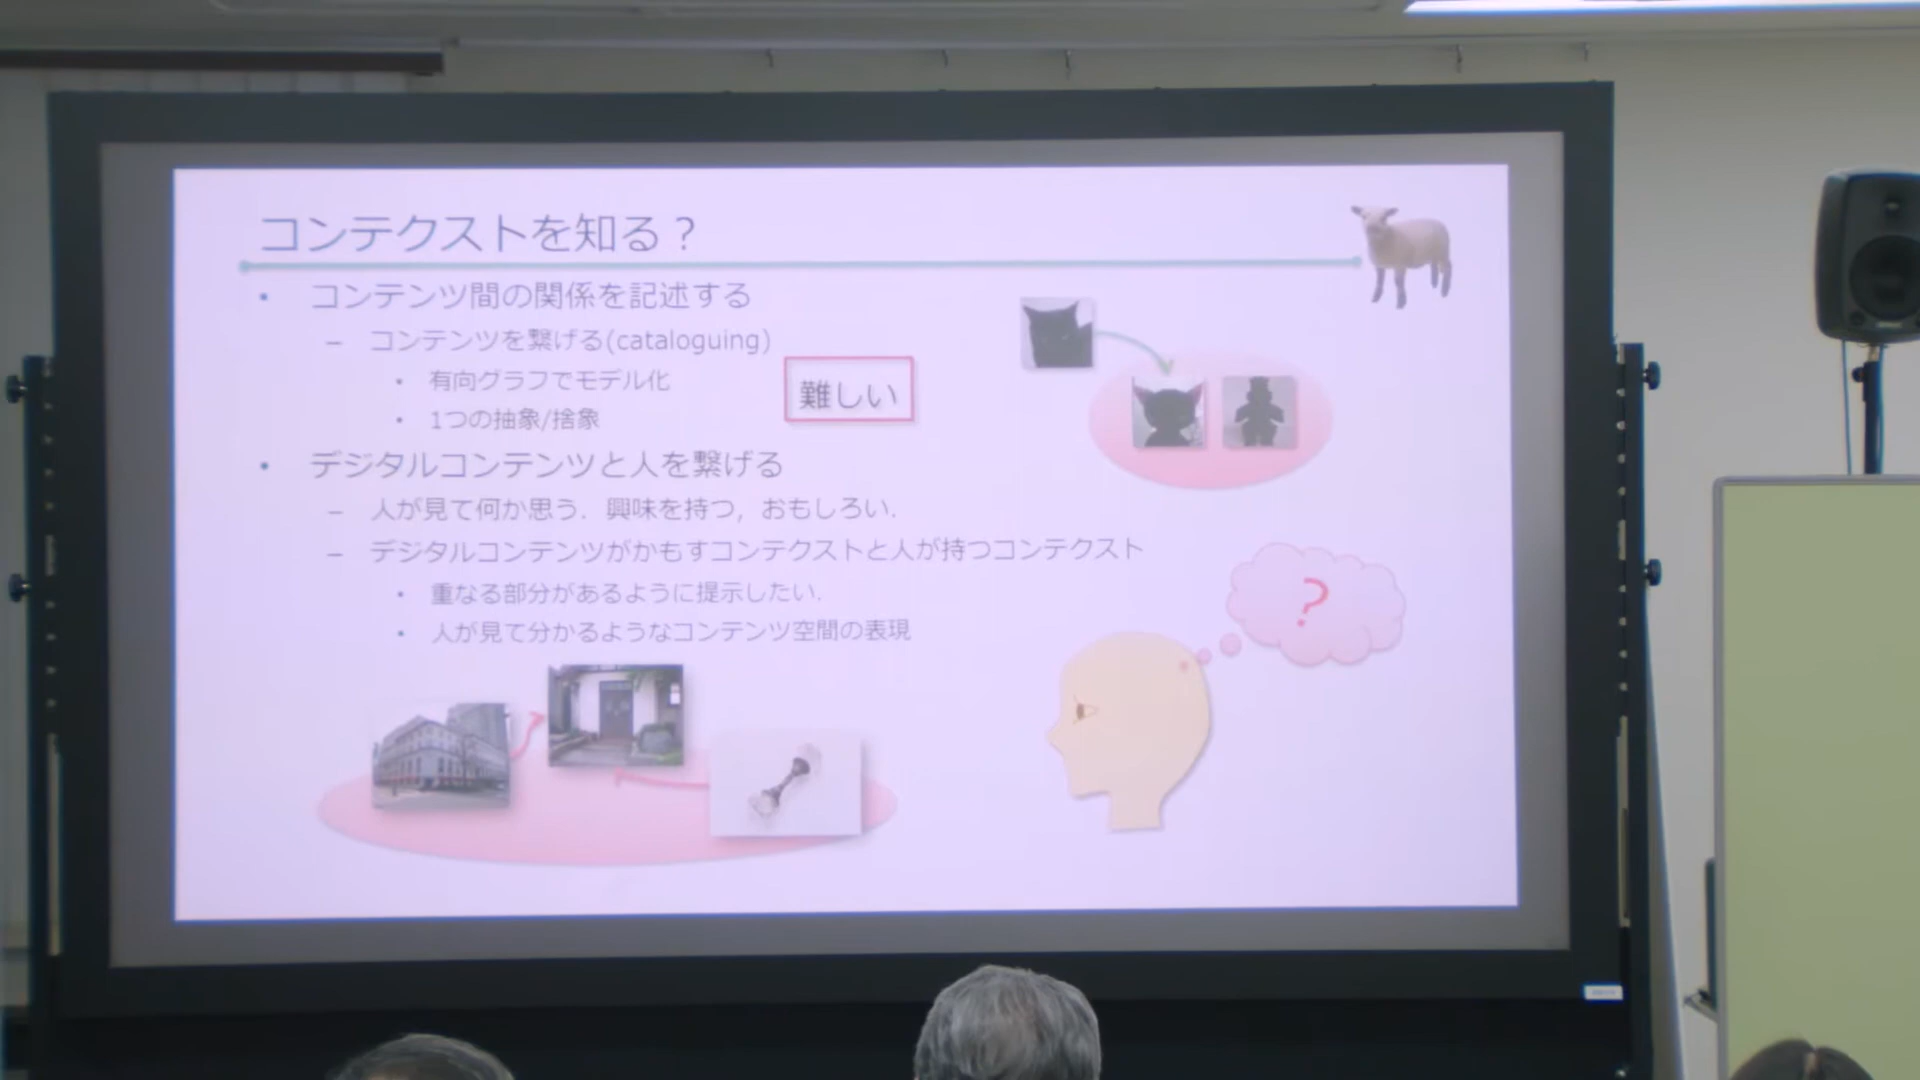 コンテクストを知る？
• コンテンツ間の関係を記述する
– コンテンツを繋げる(cataloguing)
• 有向グラフでモデル化
• 1つの抽象/捨象
難しい
• デジタルコンテンツと人を繋げる
– 人が見て何か思う．興味を持つ，おもしろい．
– デジタルコンテンツがかもすコンテクストと人が持つコンテクスト
• 重なる部分があるように提示したい．
• 人が見て分かるようなコンテンツ空間の表現
?